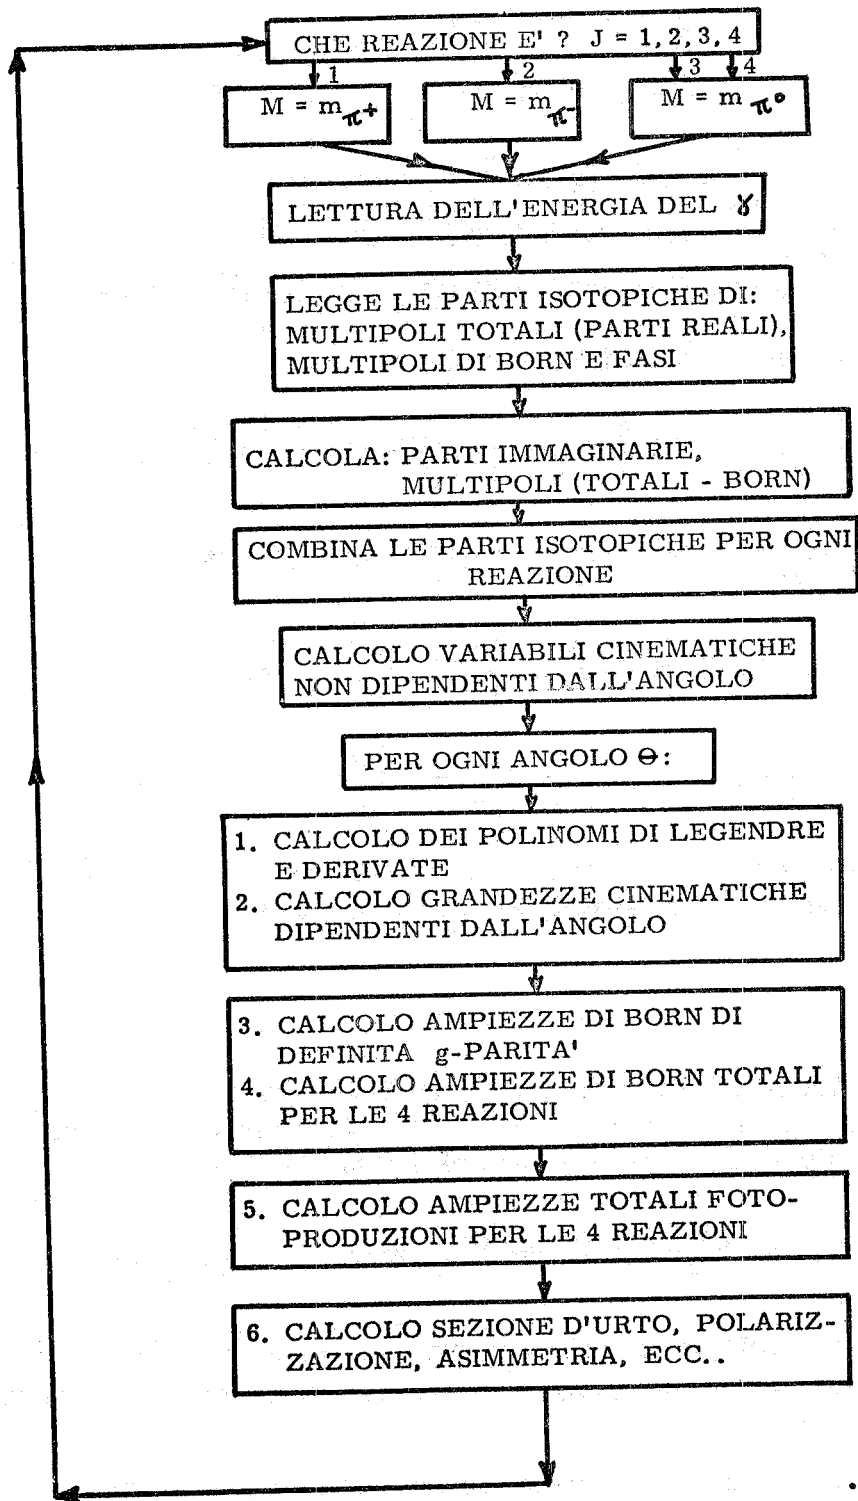 CHE REAZIONE E' ? J = 1, 2, 3, 4
1 2 3 4
M = m π+
M = m π-
M = m π°
LETTURA DELL'ENERGIA DEL γ
LEGGE LE PARTI ISOTOPICHE DI:
MULTIPOLI TOTALI (PARTI REALI),
MULTIPOLI DI BORN E FASI
CALCOLA: PARTI IMMAGINARIE,
MULTIPOLI (TOTALI - BORN)
COMBINA LE PARTI ISOTOPICHE PER OGNI
REAZIONE
CALCOLO VARIABILI CINEMATICHE
NON DIPENDENTI DALL'ANGOLO
PER OGNI ANGOLO Θ:
1. CALCOLO DEI POLINOMI DI LEGENDRE
E DERIVATE
2. CALCOLO GRANDEZZE CINEMATICHE
DIPENDENTI DALL'ANGOLO
3. CALCOLO AMPIEZZE DI BORN DI
DEFINITA g-PARITA'
4. CALCOLO AMPIEZZE DI BORN TOTALI
PER LE 4 REAZIONI
5. CALCOLO AMPIEZZE TOTALI FOTO-
PRODUZIONI PER LE 4 REAZIONI
6. CALCOLO SEZIONE D'URTO, POLARIZ-
ZAZIONE, ASIMMETRIA, ECC..